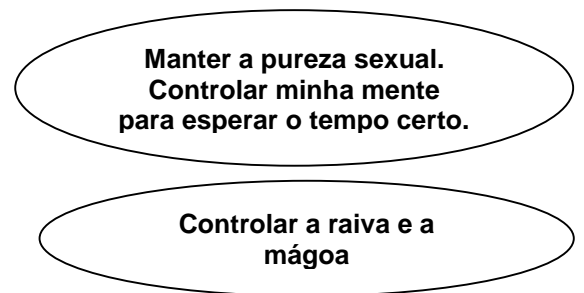 Manter a pureza sexual.
Controlar minha mente
para esperar o tempo certo.
Controlar a raiva e a
mágoa